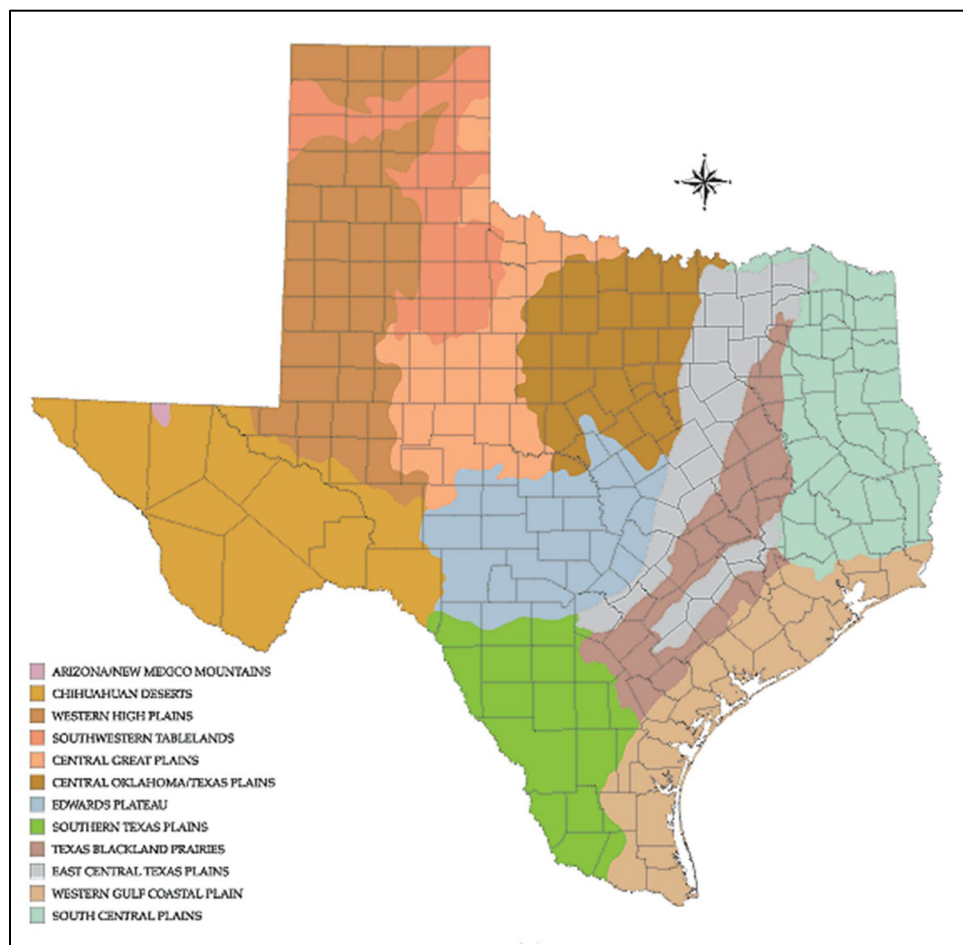 ARIZONA/NEW MEXICO MOUNTAINS
CHIHUAHUAN DESERTS
WESTERN HIGH PLAINS
SOUTHWESTERN TABLELANDS
CENTRAL GREAT PLAINS
CENTRAL OKLAHOMA/TEXAS PLAINS
EDWARDS PLATEAU
SOUTHERN TEXAS PLAINS
TEXAS BLACKLAND PRAIRIES
EAST CENTRAL TEXAS PLAINS
WESTERN GULF COASTAL PLAIN
SOUTH CENTRAL PLAINS